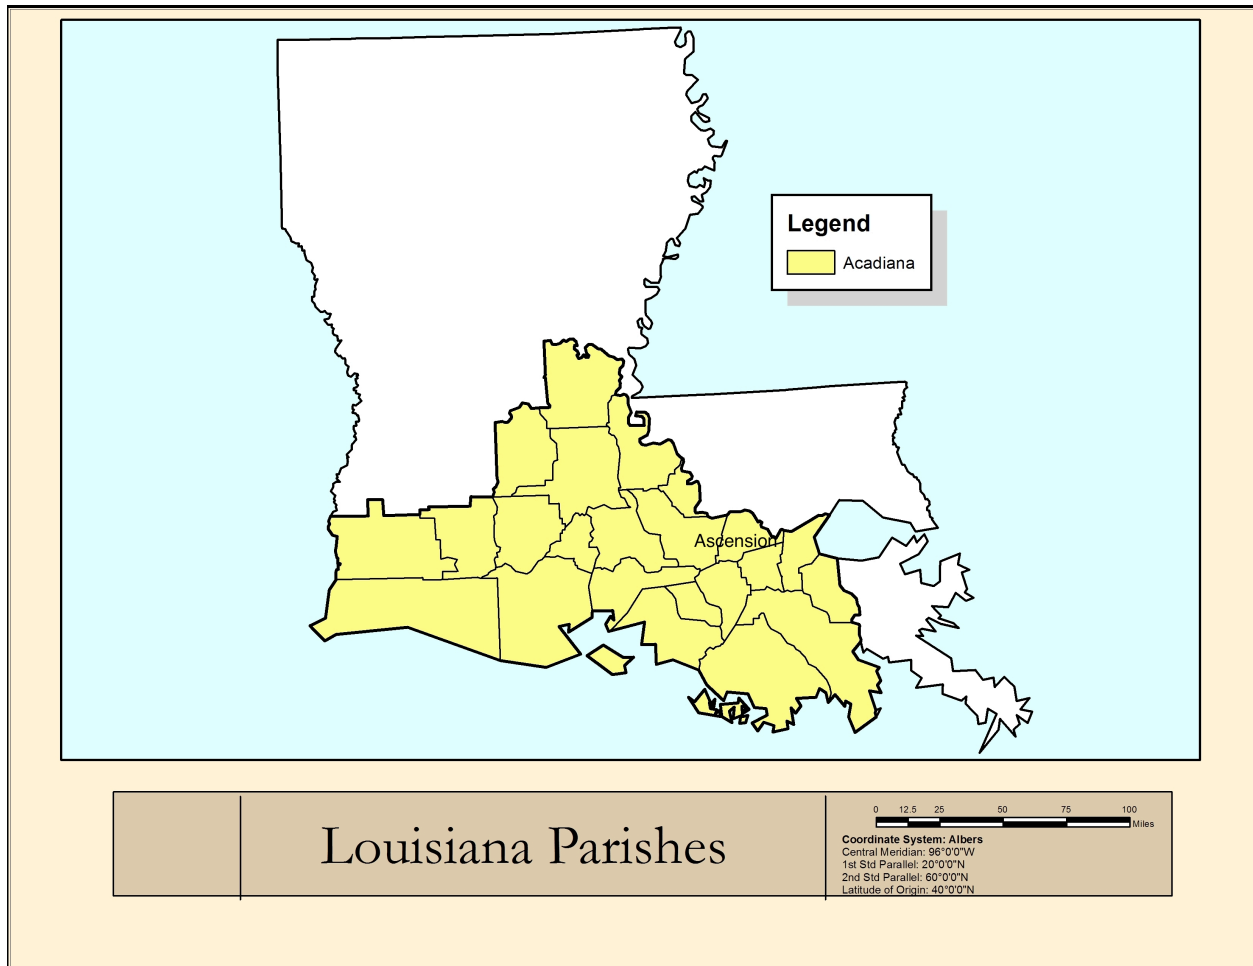 Legend
Acadiana
Ascension
Louisiana Parishes
0 12.5 25 50 75 100
Miles
Coordinate System: Albers
Central Meridian: 96°0'0"W
1st Std Parallel: 20°0'0"N
2nd Std Parallel: 60°0'0"N
Latitude of Origin: 40°0'0"N